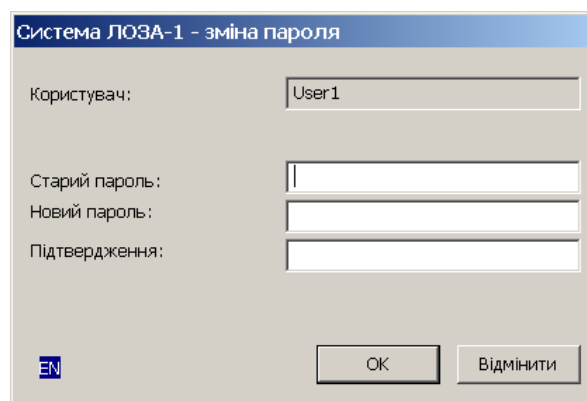 Система ЛОЗА-1 - зміна пароля
Користувач: User1
Старий пароль:
Новий пароль:
Підтвердження:
EN OK Відмінити